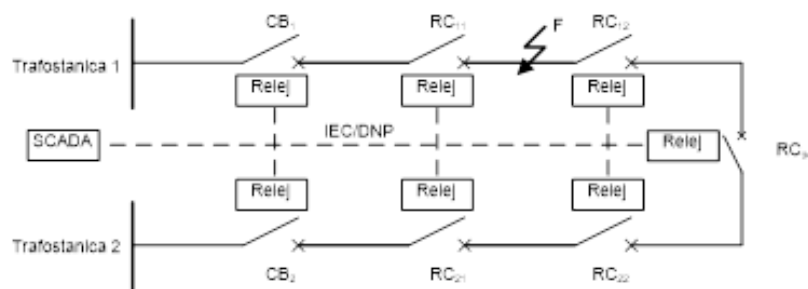 CB₁ RC₁₁ F RC₁₂
Trafostanica 1
Relej Relej Relej
IEC/DNP
SCADA Relej
Relej Relej Relej
Trafostanica 2
CB₂ RC₂₁ RC₂₂